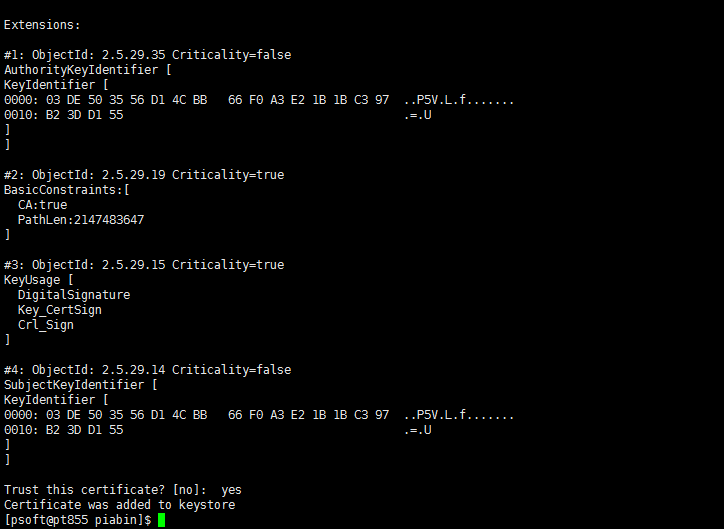 Extensions:

#1: ObjectId: 2.5.29.35 Criticality=false
AuthorityKeyIdentifier [
KeyIdentifier [
0000: 03 DE 50 35 56 D1 4C BB   66 F0 A3 E2 1B 1B C3 97  ..P5V.L.f.......
0010: B2 3D D1 55                                        .=.U
]
]

#2: ObjectId: 2.5.29.19 Criticality=true
BasicConstraints:[
  CA:true
  PathLen:2147483647
]

#3: ObjectId: 2.5.29.15 Criticality=true
KeyUsage [
  DigitalSignature
  Key_CertSign
  Crl_Sign
]

#4: ObjectId: 2.5.29.14 Criticality=false
SubjectKeyIdentifier [
KeyIdentifier [
0000: 03 DE 50 35 56 D1 4C BB   66 F0 A3 E2 1B 1B C3 97  ..P5V.L.f.......
0010: B2 3D D1 55                                        .=.U
]
]

Trust this certificate? [no]:  yes
Certificate was added to keystore
[psoft@pt855 piabin]$